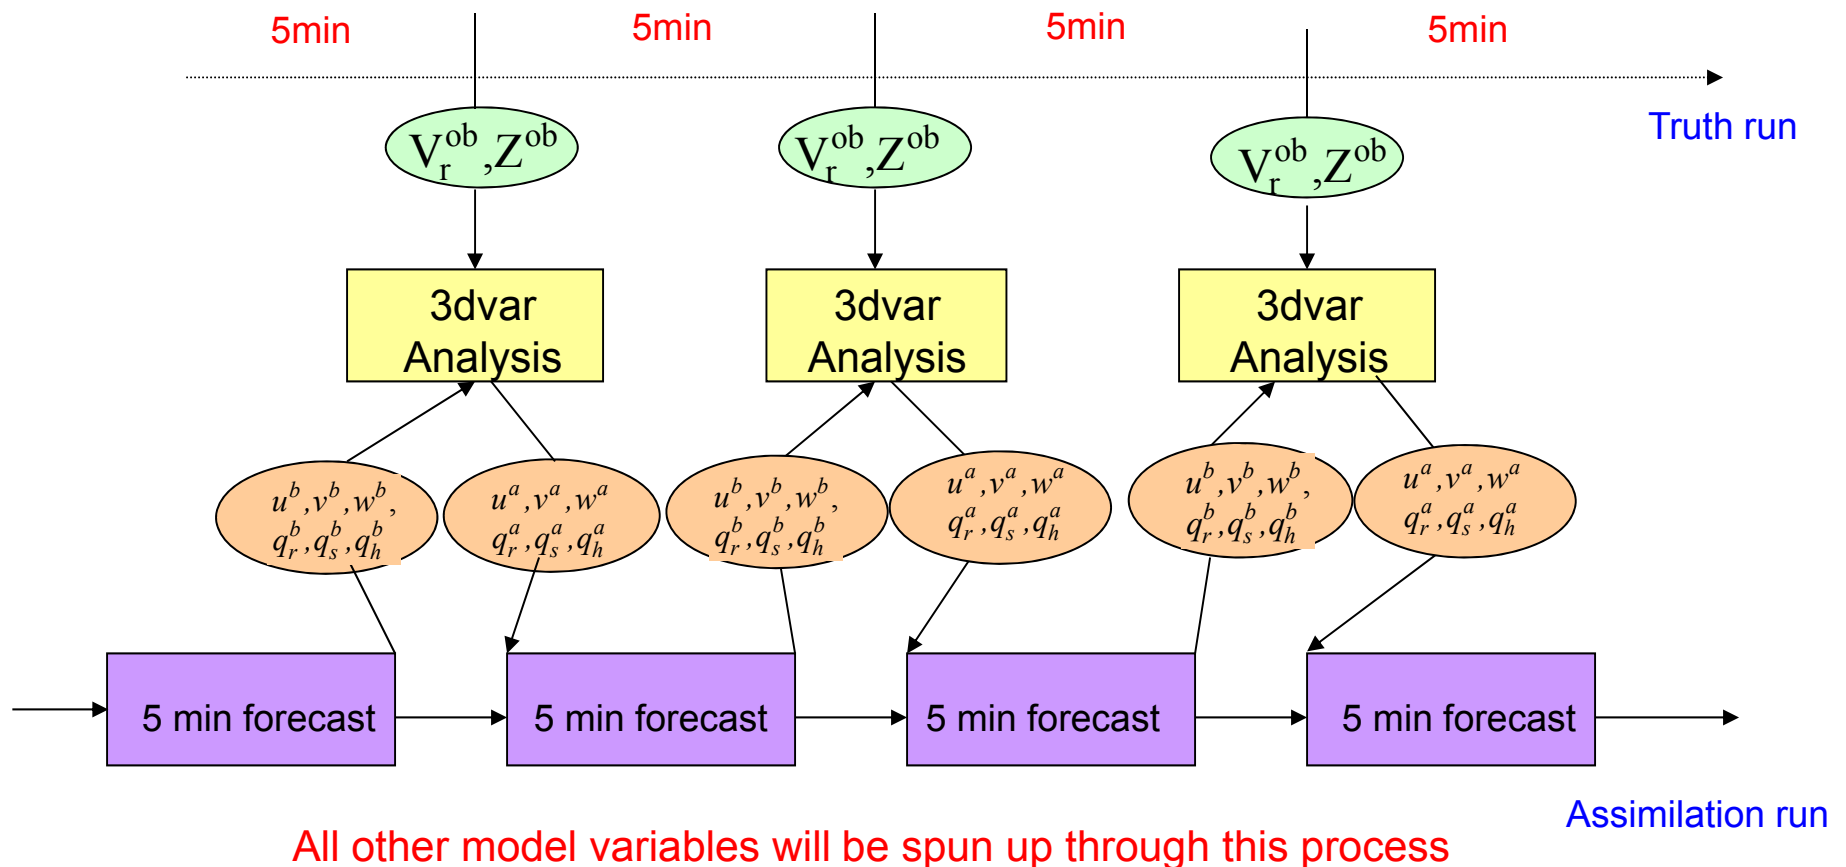 5min 5min 5min 5min
Truth run
V_r^ob,Z^ob V_r^ob,Z^ob V_r^ob,Z^ob
3dvar 3dvar 3dvar
Analysis Analysis Analysis
u^b,v^b,w^b, u^a,v^a,w^a u^b,v^b,w^b, u^a,v^a,w^a u^b,v^b,w^b, u^a,v^a,w^a
q_r^b,q_s^b,q_h^b q_r^a,q_s^a,q_h^a q_r^b,q_s^b,q_h^b q_r^a,q_s^a,q_h^a q_r^b,q_s^b,q_h^b q_r^a,q_s^a,q_h^a
5 min forecast 5 min forecast 5 min forecast 5 min forecast
Assimilation run
All other model variables will be spun up through this process